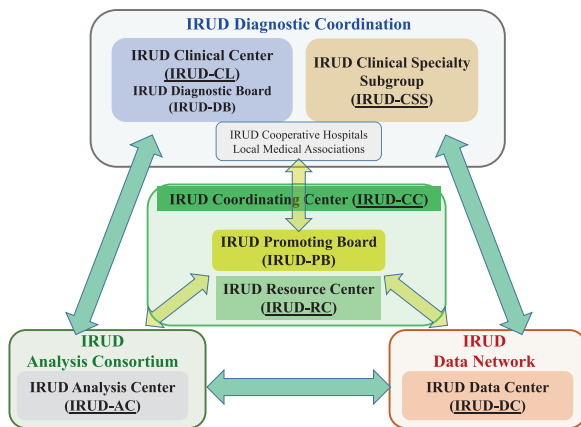 IRUD Diagnostic Coordination
IRUD Clinical Center
(IRUD-CL)
IRUD Diagnostic Board
(IRUD-DB)
IRUD Clinical Specialty
Subgroup
(IRUD-CSS)
IRUD Cooperative Hospitals
Local Medical Associations
IRUD Coordinating Center (IRUD-CC)
IRUD Promoting Board
(IRUD-PB)
IRUD Resource Center
(IRUD-RC)
IRUD
Analysis Consortium
IRUD Analysis Center
(IRUD-AC)
IRUD
Data Network
IRUD Data Center
(IRUD-DC)